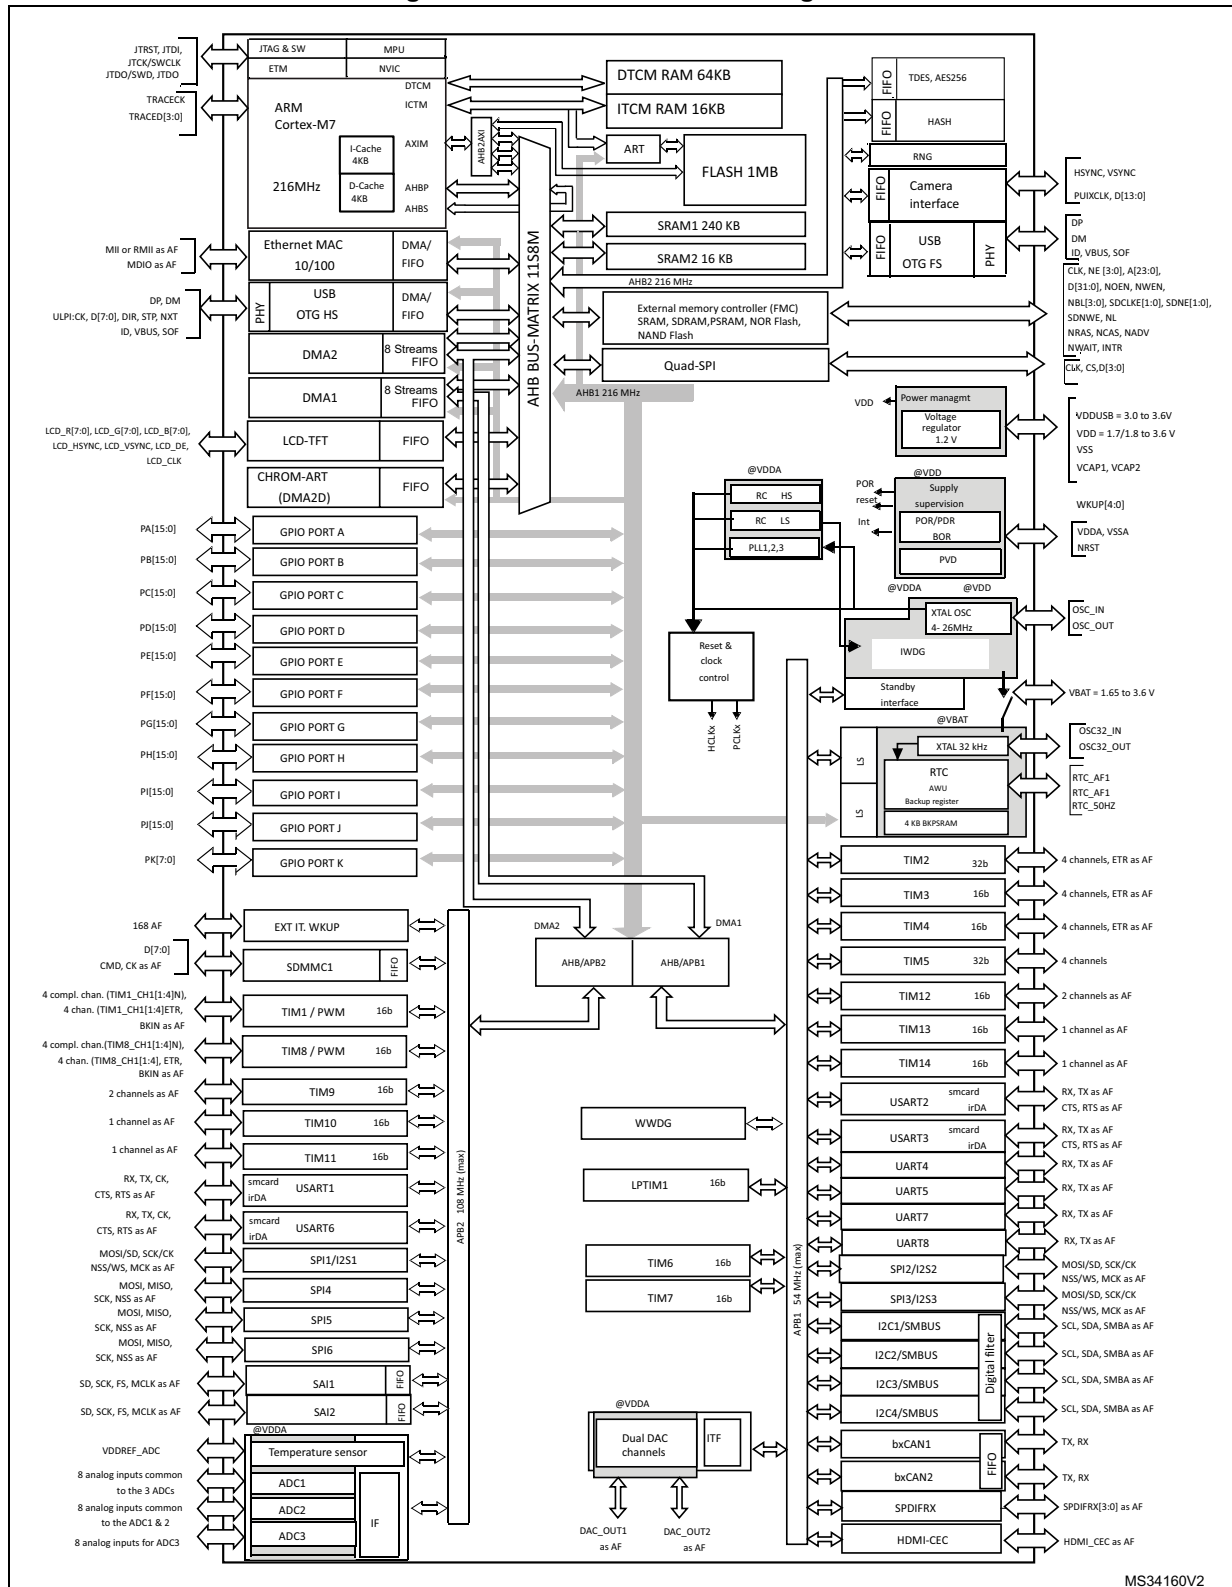 JTRST, JTDI,
JTCK/SWCLK
JTDO/SWD, JTDO
TRACECK
TRACED[3:0]
JTAG & SW
MPU
ETM
NVIC
DTCM
ICTM
ARM
Cortex-M7
AXIM
I-Cache
4KB
216MHz
D-Cache
4KB
AHBP
AHBS
AHB2AXI
DTCM RAM 64KB
ITCM RAM 16KB
ART
FLASH 1MB
SRAM1 240 KB
SRAM2 16 KB
AHB2 216 MHz
External memory controller (FMC)
SRAM, SDRAM,PSRAM, NOR Flash,
NAND Flash
Quad-SPI
AHB1 216 MHz
AHB BUS-MATRIX 11S8M
FIFO
TDES, AES256
FIFO
HASH
RNG
FIFO
Camera
interface
FIFO
USB
OTG FS
PHY
HSYNC, VSYNC
PUIXCLK, D[13:0]
DP
DM
ID, VBUS, SOF
CLK, NE [3:0], A[23:0],
D[31:0], NOEN, NWEN,
NBL[3:0], SDCLKE[1:0], SDNE[1:0],
SDNWE, NL
NRAS, NCAS, NADV
NWAIT, INTR
CLK, CS,D[3:0]
MII or RMII as AF
MDIO as AF
Ethernet MAC
10/100
DMA/
FIFO
DP, DM
ULPI:CK, D[7:0], DIR, STP, NXT
ID, VBUS, SOF
PHY
USB
OTG HS
DMA/
FIFO
DMA2
8 Streams
FIFO
DMA1
8 Streams
FIFO
LCD_R[7:0], LCD_G[7:0], LCD_B[7:0],
LCD_HSYNC, LCD_VSYNC, LCD_DE,
LCD_CLK
LCD-TFT
FIFO
CHROM-ART
(DMA2D)
FIFO
VDD
Power managmt
Voltage
regulator
1.2 V
VDDUSB = 3.0 to 3.6V
VDD = 1.7/1.8 to 3.6 V
VSS
VCAP1, VCAP2
@VDDA
RC HS
RC LS
PLL1,2,3
@VDD
POR
reset
Int
Supply
supervision
POR/PDR
BOR
PVD
WKUP[4:0]
VDDA, VSSA
NRST
@VDDA
@VDD
XTAL OSC
4- 26MHz
IWDG
OSC_IN
OSC_OUT
Reset &
clock
control
HCLKx
PCLKx
Standby
interface
VBAT = 1.65 to 3.6 V
@VBAT
LS
LS
XTAL 32 kHz
RTC
AWU
Backup register
4 KB BKPSRAM
OSC32_IN
OSC32_OUT
RTC_AF1
RTC_AF1
RTC_50HZ
PA[15:0]
GPIO PORT A
PB[15:0]
GPIO PORT B
PC[15:0]
GPIO PORT C
PD[15:0]
GPIO PORT D
PE[15:0]
GPIO PORT E
PF[15:0]
GPIO PORT F
PG[15:0]
GPIO PORT G
PH[15:0]
GPIO PORT H
PI[15:0]
GPIO PORT I
PJ[15:0]
GPIO PORT J
PK[7:0]
GPIO PORT K
DMA2
DMA1
AHB/APB2
AHB/APB1
168 AF
EXT IT. WKUP
D[7:0]
CMD, CK as AF
SDMMC1
FIFO
4 compl. chan. (TIM1_CH1[1:4]N),
4 chan. (TIM1_CH1[1:4]ETR,
BKIN as AF
TIM1 / PWM 16b
4 compl. chan.(TIM8_CH1[1:4]N),
4 chan. (TIM8_CH1[1:4], ETR,
BKIN as AF
TIM8 / PWM 16b
2 channels as AF
TIM9 16b
1 channel as AF
TIM10 16b
1 channel as AF
TIM11 16b
RX, TX, CK,
CTS, RTS as AF
smcard
irDA
USART1
RX, TX, CK,
CTS, RTS as AF
smcard
irDA
USART6
MOSI/SD, SCK/CK
NSS/WS, MCK as AF
SPI1/I2S1
MOSI, MISO,
SCK, NSS as AF
SPI4
MOSI, MISO,
SCK, NSS as AF
SPI5
MOSI, MISO,
SCK, NSS as AF
SPI6
SD, SCK, FS, MCLK as AF
SAI1
FIFO
SD, SCK, FS, MCLK as AF
SAI2
FIFO
@VDDA
VDDREF_ADC
Temperature sensor
8 analog inputs common
to the 3 ADCs
ADC1
8 analog inputs common
to the ADC1 & 2
ADC2
8 analog inputs for ADC3
ADC3
IF
APB2 108 MHz (max)
WWDG
LPTIM1 16b
TIM6 16b
TIM7 16b
@VDDA
Dual DAC
channels
ITF
DAC_OUT1
as AF
DAC_OUT2
as AF
APB1 54 MHz (max)
TIM2 32b
4 channels, ETR as AF
TIM3 16b
4 channels, ETR as AF
TIM4 16b
4 channels, ETR as AF
TIM5 32b
4 channels
TIM12 16b
2 channels as AF
TIM13 16b
1 channel as AF
TIM14 16b
1 channel as AF
USART2
smcard
irDA
RX, TX as AF
CTS, RTS as AF
USART3
smcard
irDA
RX, TX as AF
CTS, RTS as AF
UART4
RX, TX as AF
UART5
RX, TX as AF
UART7
RX, TX as AF
UART8
RX, TX as AF
SPI2/I2S2
MOSI/SD, SCK/CK
NSS/WS, MCK as AF
SPI3/I2S3
MOSI/SD, SCK/CK
NSS/WS, MCK as AF
I2C1/SMBUS
SCL, SDA, SMBA as AF
I2C2/SMBUS
SCL, SDA, SMBA as AF
I2C3/SMBUS
SCL, SDA, SMBA as AF
I2C4/SMBUS
SCL, SDA, SMBA as AF
Digital filter
bxCAN1
TX, RX
bxCAN2
TX, RX
FIFO
SPDIFRX
SPDIFRX[3:0] as AF
HDMI-CEC
HDMI_CEC as AF
MS34160V2